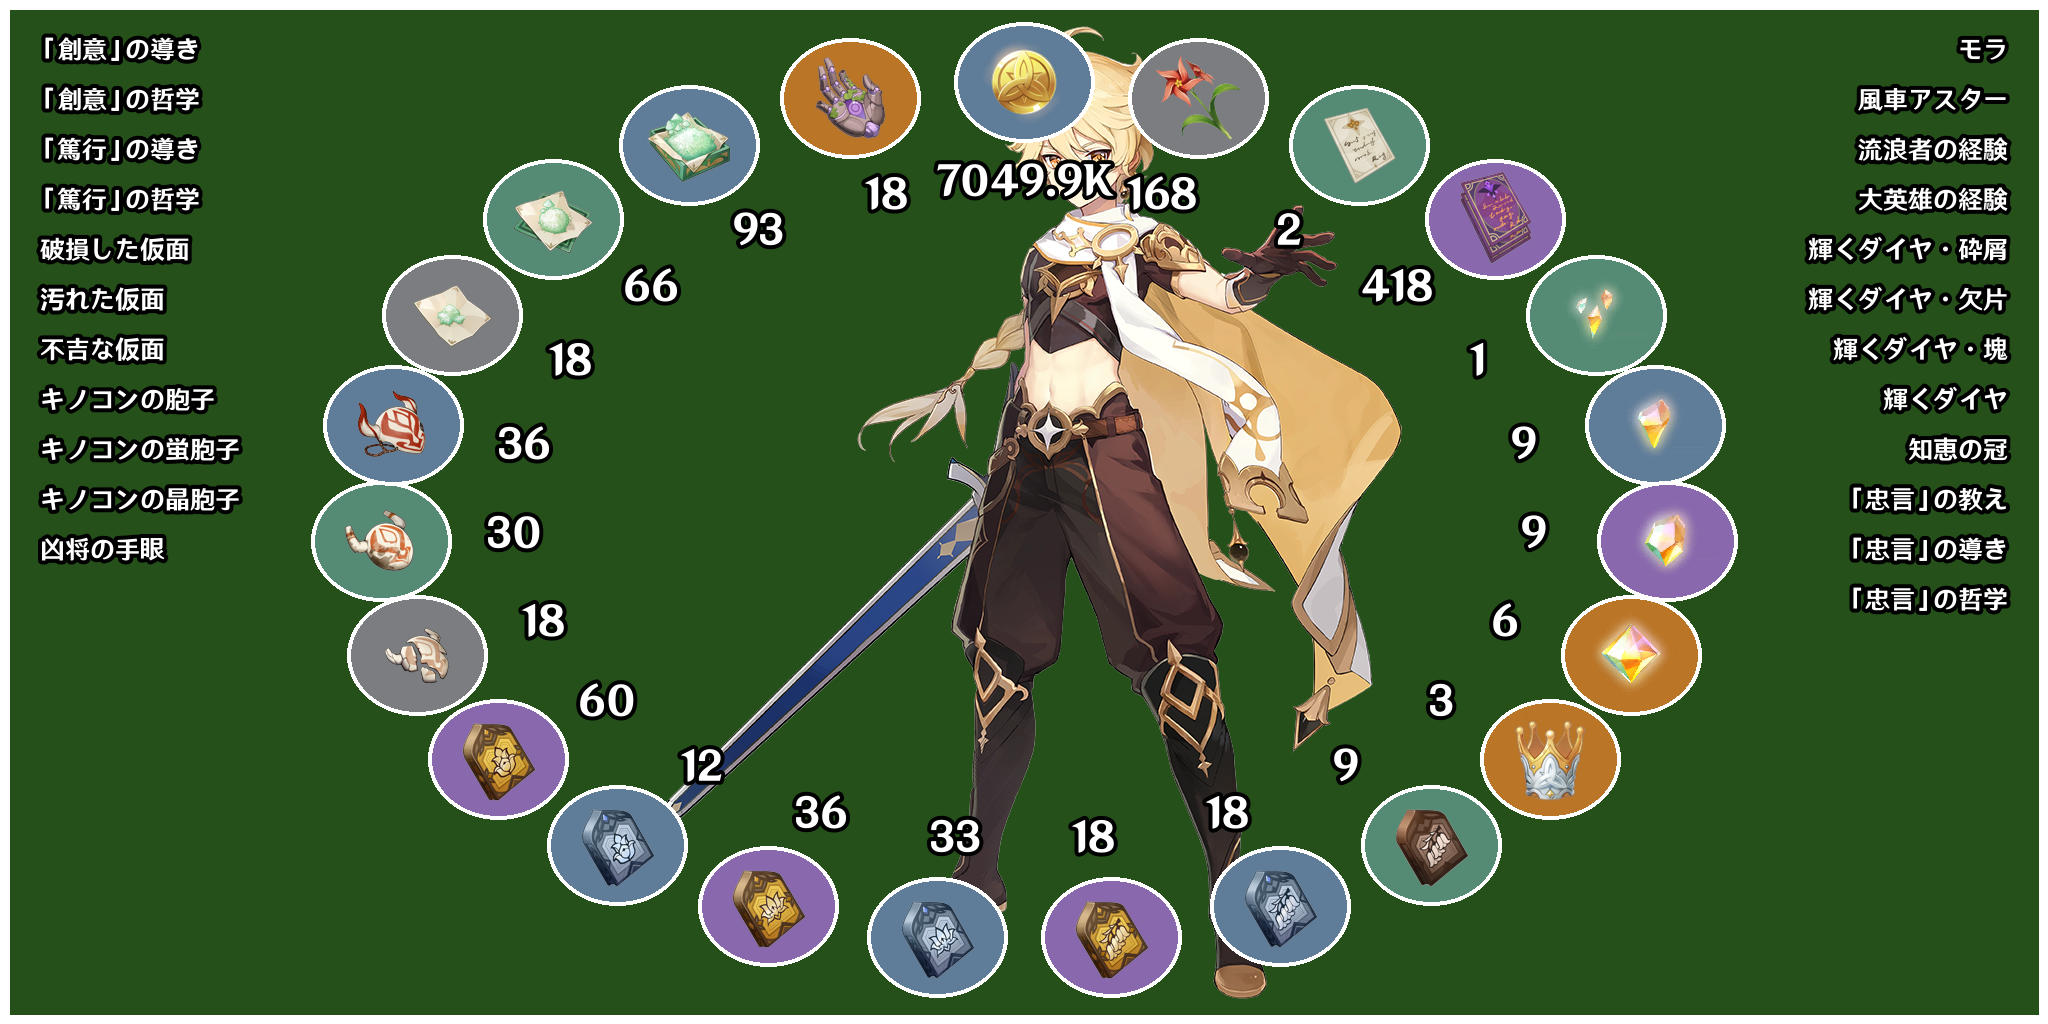 「創意」の導き
「創意」の哲学
「篤行」の導き
「篤行」の哲学
破損した仮面
汚れた仮面
不吉な仮面
キノコンの胞子
キノコンの蛍胞子
キノコンの晶胞子
凶将の手眼
モラ
風車アスター
流浪者の経験
大英雄の経験
輝くダイヤ・砕屑
輝くダイヤ・欠片
輝くダイヤ・塊
輝くダイヤ
知恵の冠
「忠言」の教え
「忠言」の導き
「忠言」の哲学
7049.9K
168
2
418
1
9
9
6
3
9
18
18
33
36
12
60
18
30
36
18
66
93
18